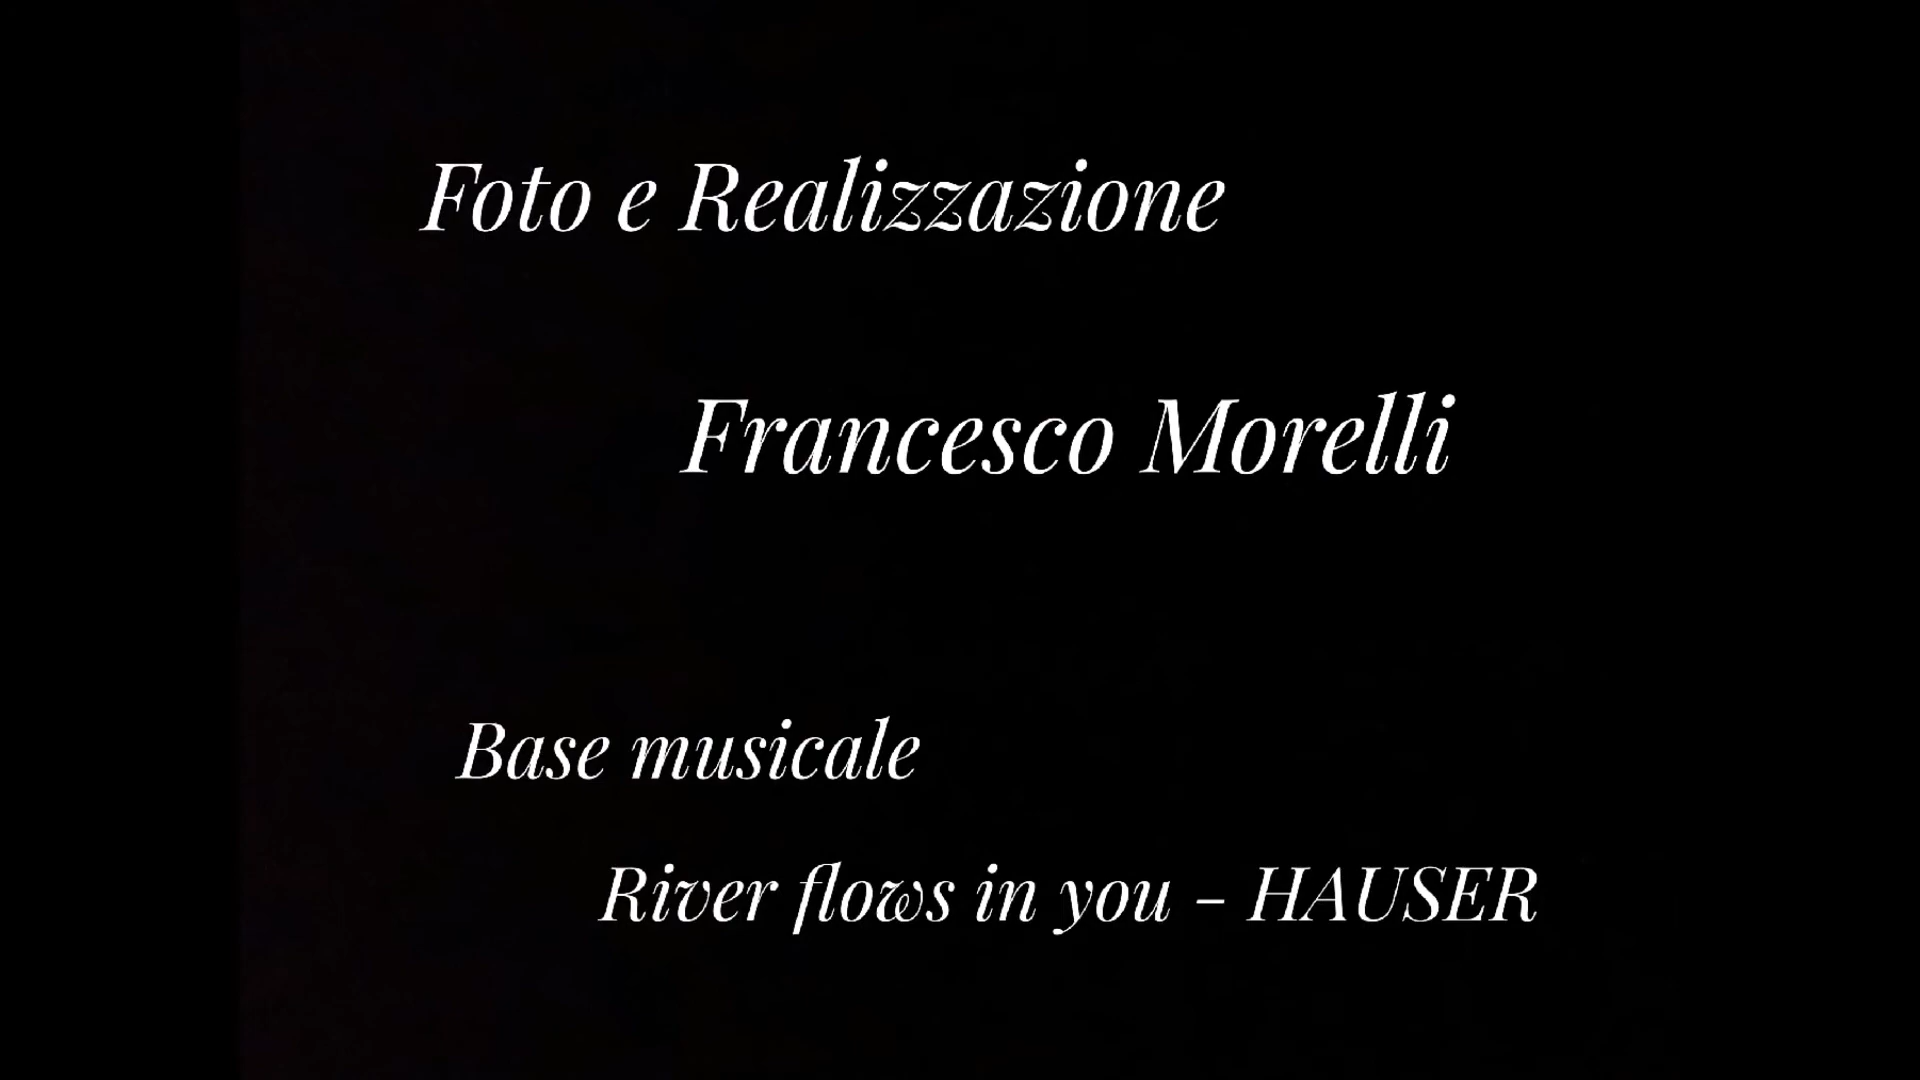 Foto e Realizzazione
Francesco Morelli
Base musicale
River flows in you - HAUSER